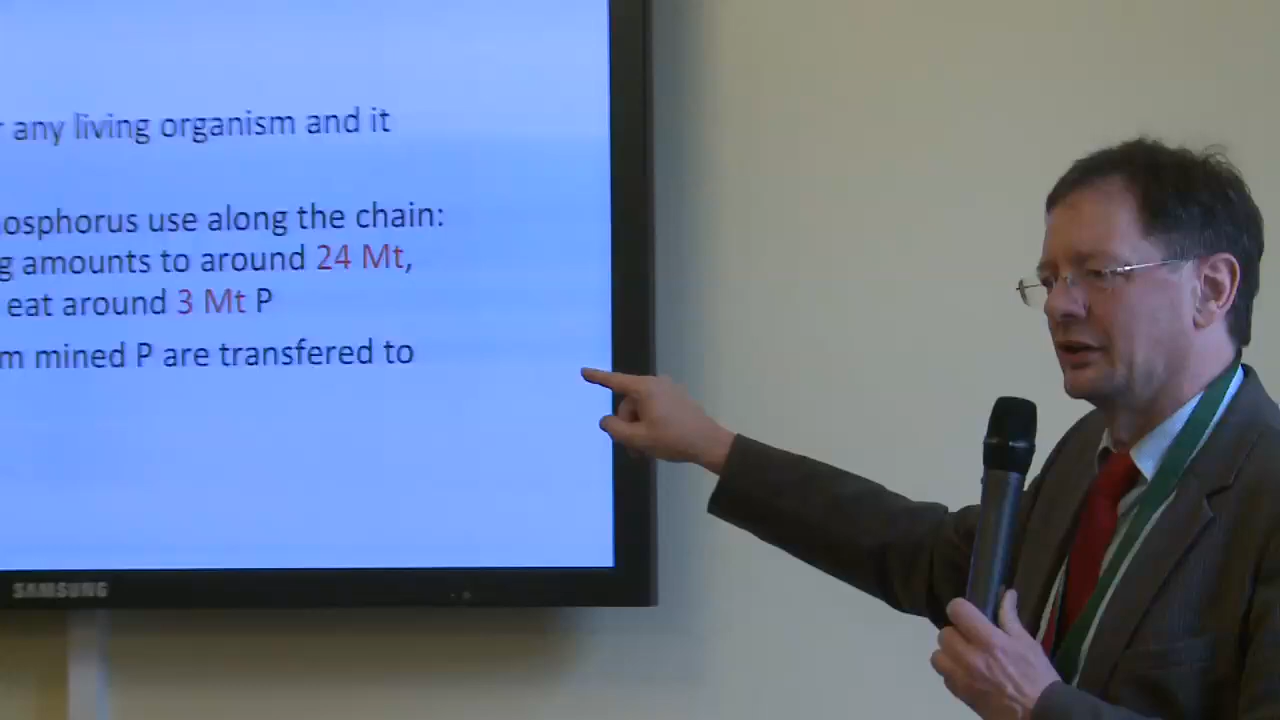 any living organism and it
phosphorus use along the chain:
amounts to around 24 Mt,
eat around 3 Mt P
mined P are transfered to
SAMSUNG